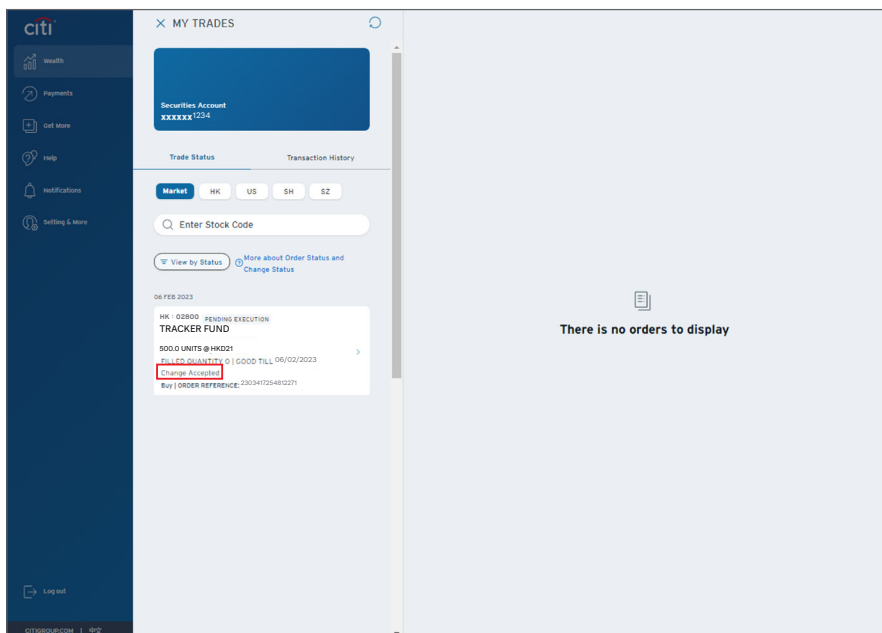 citi
Wealth
Payments
Get More
Help
Notifications
Setting & More
Log out
CITIGROUP.COM | 中文
MY TRADES
Securities Account
xxxxxx1234
Trade Status
Transaction History
Market
HK
US
SH
SZ
Enter Stock Code
View by Status
More about Order Status and
Change Status
06 FEB 2023
HK : 02800 PENDING EXECUTION
TRACKER FUND
500.0 UNITS @ HKD21
FILLED QUANTITY 0 | GOOD TILL 06/02/2023
Change Accepted
Buy | ORDER REFERENCE: 2303417254812271
There is no orders to display